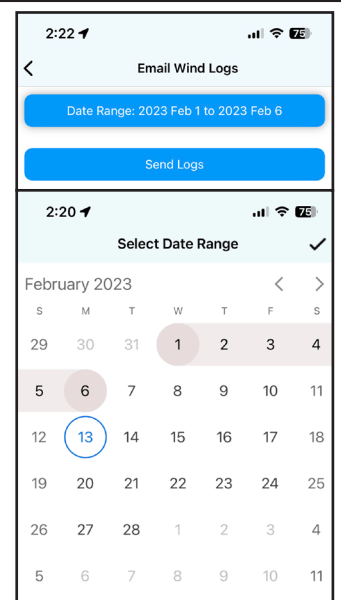 2:22
75
Email Wind Logs
Date Range: 2023 Feb 1 to 2023 Feb 6
Send Logs
2:20
75
Select Date Range
February 2023
S M T W T F S
29 30 31 1 2 3 4
5 6 7 8 9 10 11
12 13 14 15 16 17 18
19 20 21 22 23 24 25
26 27 28 1 2 3 4
5 6 7 8 9 10 11